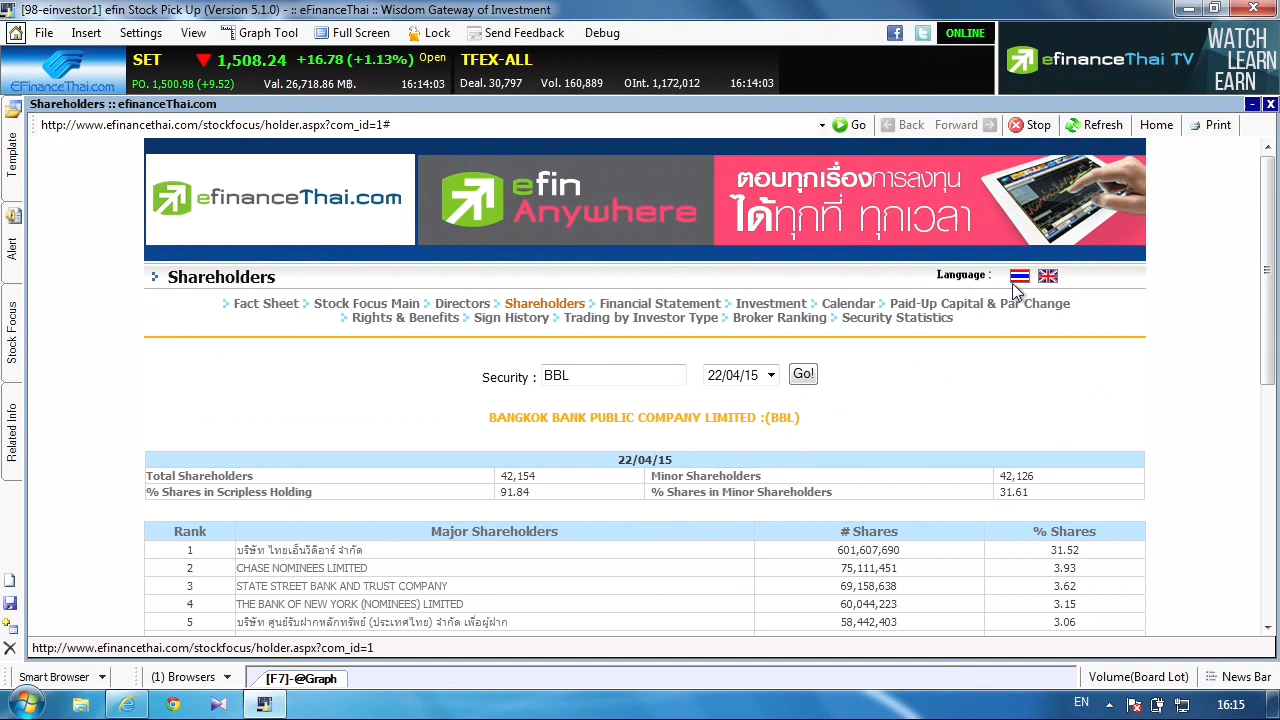 [98-einvestor1] efin Stock Pick Up (Version 5.1.0) - :: eFinanceThai :: Wisdom Gateway of Investment
File Insert Settings View Graph Tool Full Screen Lock Send Feedback Debug ONLINE
SET 1,508.24 +16.78 (+1.13%) Open TFEX-ALL
PO. 1,500.98 (+9.52) Val. 26,718.86 MB. 16:14:03 Deal. 30,797 Vol. 160,889 OInt. 1,172,012 16:14:03
EFinanceThai.com
efinanceThai TV
WATCH
LEARN
EARN
Shareholders :: efinanceThai.com
http://www.efinancethai.com/stockfocus/holder.aspx?com_id=1# Go Back Forward Stop Refresh Home Print
Template
Alert
Stock Focus
Related Info
efinanceThai.com
efin
Anywhere
ตอบทุกเรื่องการลงทุน
ได้ทุกที่ ทุกเวลา
Shareholders Language :
Fact Sheet Stock Focus Main Directors Shareholders Financial Statement Investment Calendar Paid-Up Capital & Par Change
Rights & Benefits Sign History Trading by Investor Type Broker Ranking Security Statistics
Security : BBL 22/04/15 Go!
BANGKOK BANK PUBLIC COMPANY LIMITED :(BBL)
22/04/15
Total Shareholders 42,154 Minor Shareholders 42,126
% Shares in Scripless Holding 91.84 % Shares in Minor Shareholders 31.61
Rank Major Shareholders # Shares % Shares
1 บริษัท ไทยเอ็นวีดีอาร์ จำกัด 601,607,690 31.52
2 CHASE NOMINEES LIMITED 75,111,451 3.93
3 STATE STREET BANK AND TRUST COMPANY 69,158,638 3.62
4 THE BANK OF NEW YORK (NOMINEES) LIMITED 60,044,223 3.15
5 บริษัท ศูนย์รับฝากหลักทรัพย์ (ประเทศไทย) จำกัด เพื่อผู้ฝาก 58,442,403 3.06
http://www.efinancethai.com/stockfocus/holder.aspx?com_id=1
Smart Browser (1) Browsers [F7]-@Graph Volume(Board Lot) News Bar
EN 16:15